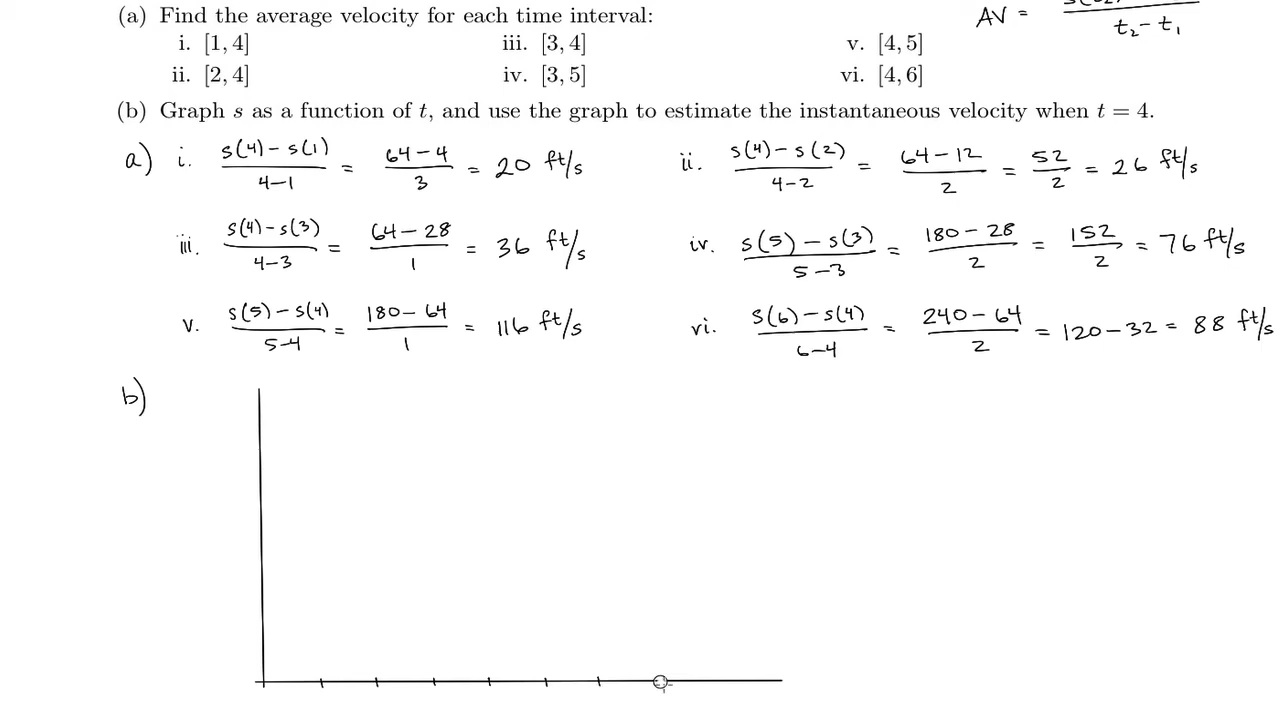 (a) Find the average velocity for each time interval:
AV =
t₂ − t₁
i. [1, 4] iii. [3, 4] v. [4, 5]
ii. [2, 4] iv. [3, 5] vi. [4, 6]
(b) Graph s as a function of t, and use the graph to estimate the instantaneous velocity when t = 4.
a) i. s(4) − s(1) / 4−1 = 64 − 4 / 3 = 20 ft/s ii. s(4) − s(2) / 4−2 = 64 − 12 / 2 = 52 / 2 = 26 ft/s
iii. s(4) − s(3) / 4−3 = 64 − 28 / 1 = 36 ft/s iv. s(5) − s(3) / 5−3 = 180 − 28 / 2 = 152 / 2 = 76 ft/s
v. s(5) − s(4) / 5−4 = 180 − 64 / 1 = 116 ft/s vi. s(6) − s(4) / 6−4 = 240 − 64 / 2 = 120 − 32 = 88 ft/s
b)